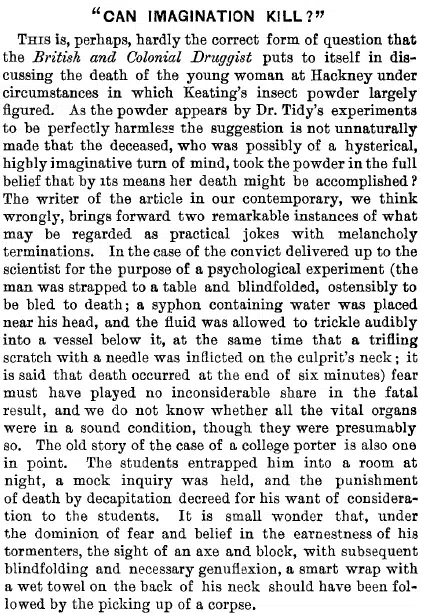 "CAN IMAGINATION KILL?"
THIS is, perhaps, hardly the correct form of question that
the British and Colonial Druggist puts to itself in dis-
cussing the death of the young woman at Hackney under
circumstances in which Keating's insect powder largely
figured. As the powder appears by Dr. Tidy's experiments
to be perfectly harmless the suggestion is not unnaturally
made that the deceased, who was possibly of a hysterical,
highly imaginative turn of mind, took the powder in the full
belief that by its means her death might be accomplished?
The writer of the article in our contemporary, we think
wrongly, brings forward two remarkable instances of what
may be regarded as practical jokes with melancholy
terminations. In the case of the convict delivered up to the
scientist for the purpose of a psychological experiment (the
man was strapped to a table and blindfolded, ostensibly to
be bled to death; a syphon containing water was placed
near his head, and the fluid was allowed to trickle audibly
into a vessel below it, at the same time that a trifling
scratch with a needle was inflicted on the culprit's neck; it
is said that death occurred at the end of six minutes) fear
must have played no inconsiderable share in the fatal
result, and we do not know whether all the vital organs
were in a sound condition, though they were presumably
so. The old story of the case of a college porter is also one
in point. The students entrapped him into a room at
night, a mock inquiry was held, and the punishment
of death by decapitation decreed for his want of considera-
tion to the students. It is small wonder that, under
the dominion of fear and belief in the earnestness of his
tormenters, the sight of an axe and block, with subsequent
blindfolding and necessary genuflexion, a smart wrap with
a wet towel on the back of his neck should have been fol-
lowed by the picking up of a corpse.